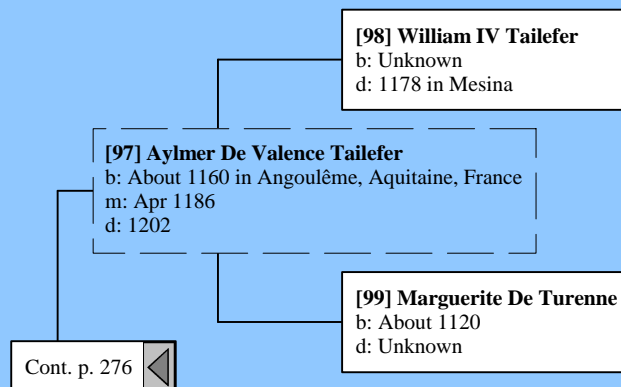 [98] William IV Tailefer
b: Unknown
d: 1178 in Mesina
[97] Aylmer De Valence Tailefer
b: About 1160 in Angoulême, Aquitaine, France
m: Apr 1186
d: 1202
[99] Marguerite De Turenne
b: About 1120
d: Unknown
Cont. p. 276